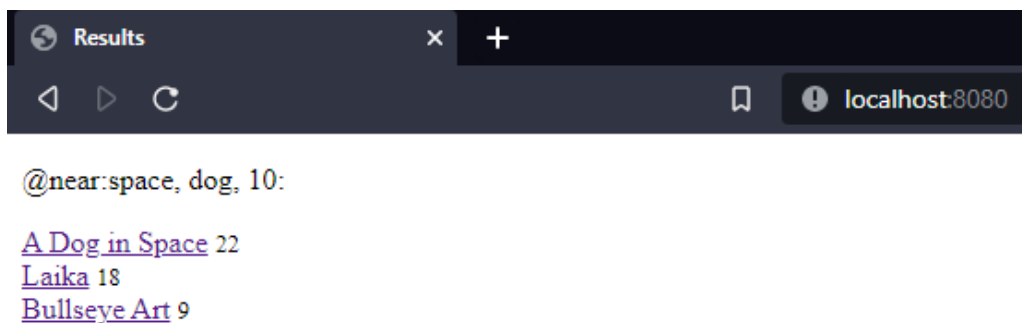 Results
localhost:8080
@near:space, dog, 10:
A Dog in Space 22
Laika 18
Bullseye Art 9